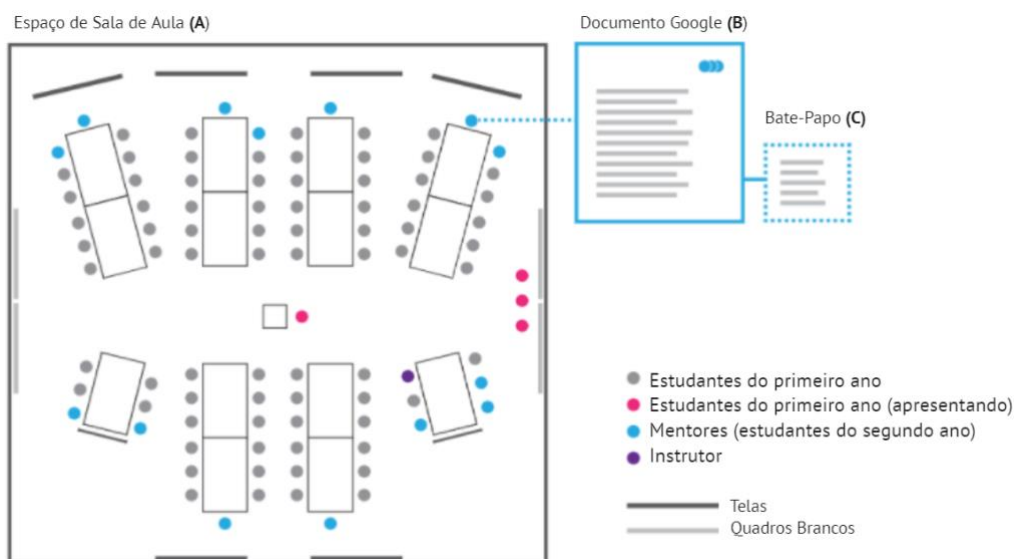 Espaço de Sala de Aula (A)
Documento Google (B)
Bate-Papo (C)
Estudantes do primeiro ano
Estudantes do primeiro ano (apresentando)
Mentores (estudantes do segundo ano)
Instrutor
Telas
Quadros Brancos